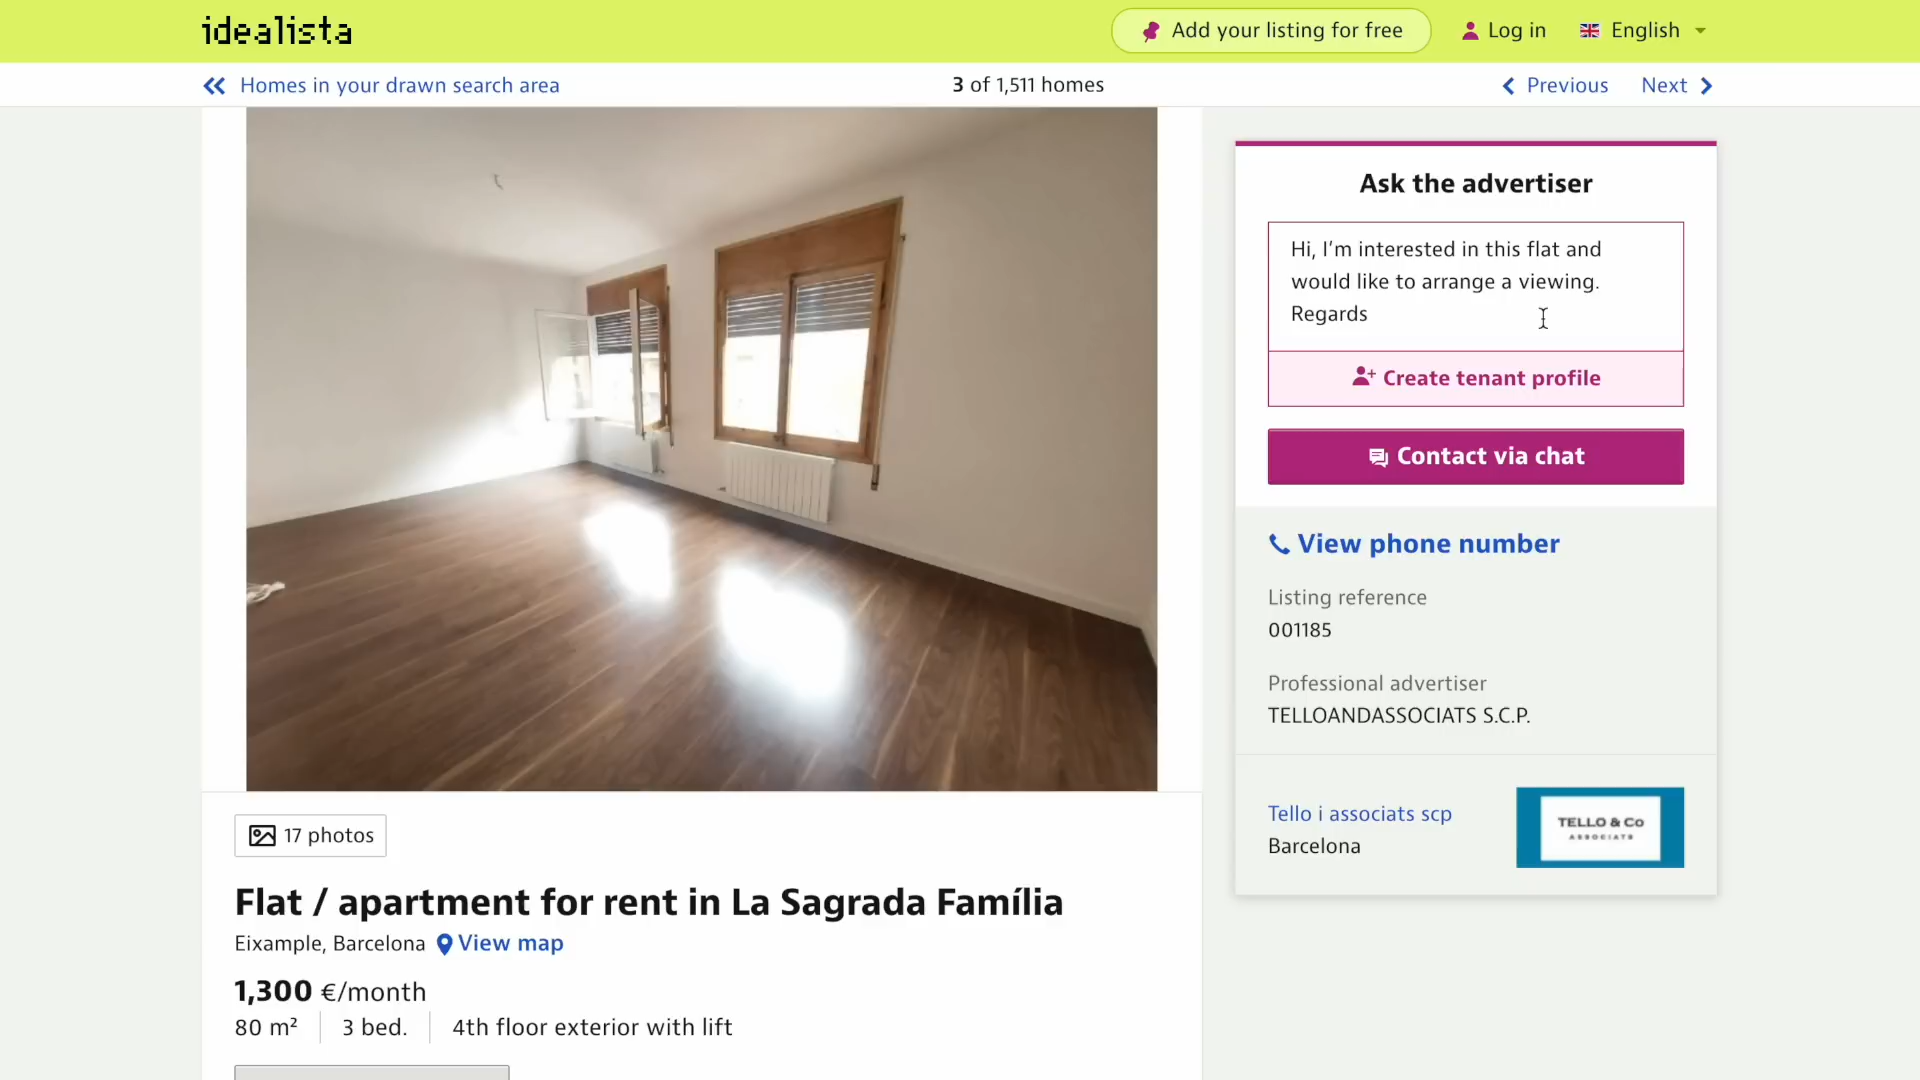 idealista
Add your listing for free
Log in
English
Homes in your drawn search area
3 of 1,511 homes
Previous
Next
Ask the advertiser
Hi, I'm interested in this flat and
would like to arrange a viewing.
Regards
Create tenant profile
Contact via chat
View phone number
Listing reference
001185
Professional advertiser
TELLOANDASSOCIATS S.C.P.
Tello i associats scp
Barcelona
TELLO & Co
ASSOCIATS
17 photos
Flat / apartment for rent in La Sagrada Família
Eixample, Barcelona View map
1,300 €/month
80 m² 3 bed. 4th floor exterior with lift